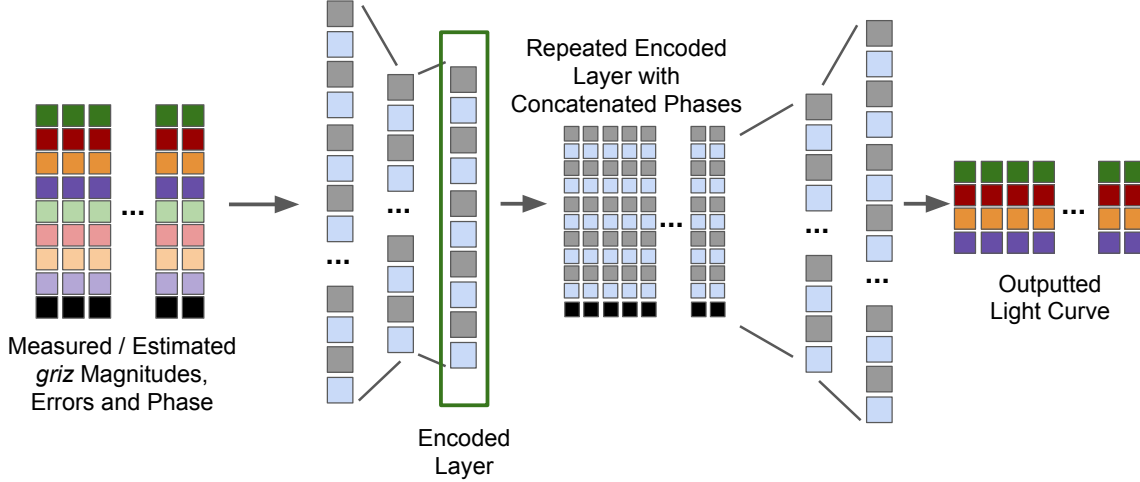 Repeated Encoded
Layer with
Concatenated Phases
...
...
...
...
...
...
...
Measured / Estimated
griz Magnitudes,
Errors and Phase
Encoded
Layer
Outputted
Light Curve